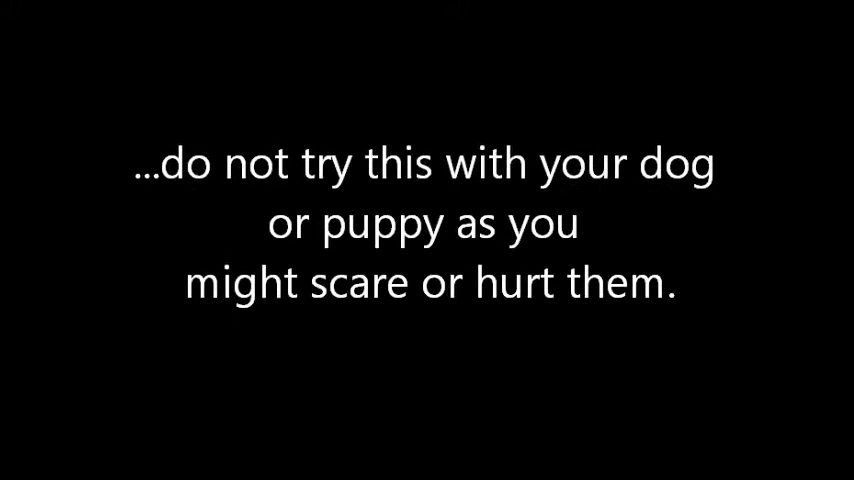 ...do not try this with your dog
or puppy as you
might scare or hurt them.